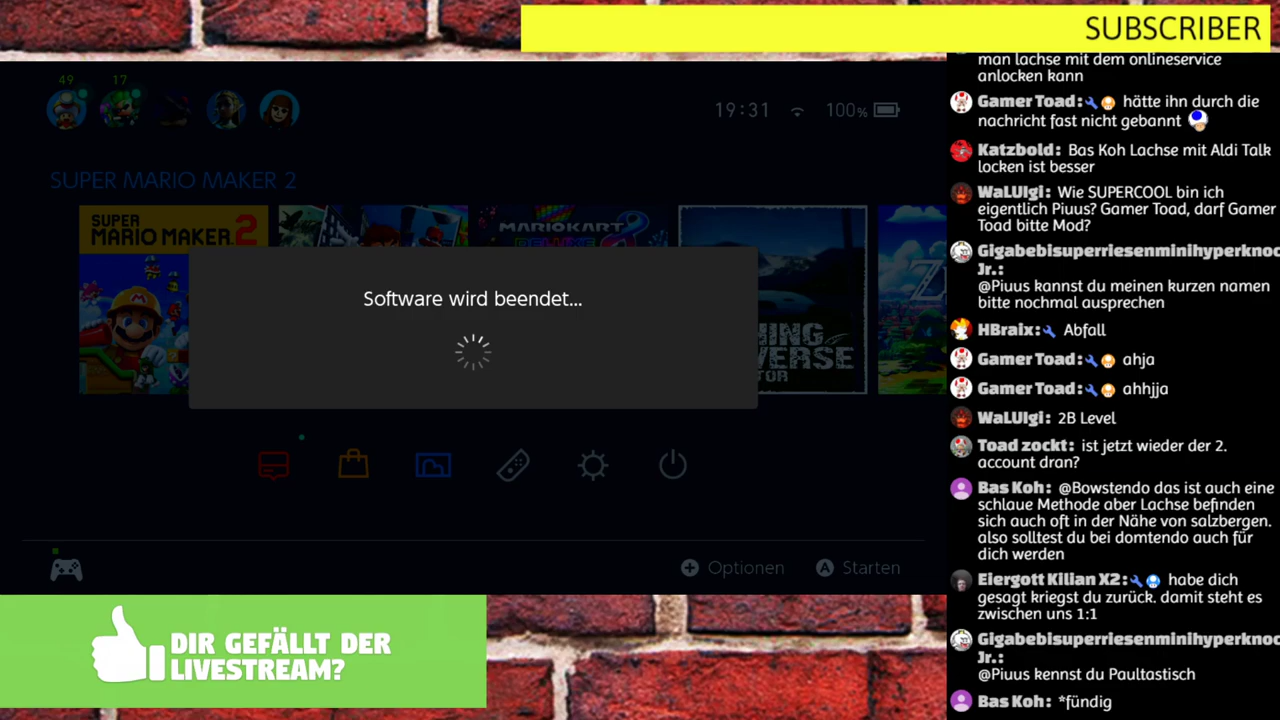 SUBSCRIBER
49
17
19:31
100%
SUPER MARIO MAKER 2
SUPER
MARIO MAKER 2
MARIOKART
DELUXE 8
Z
Software wird beendet...
Optionen
Starten
DIR GEFÄLLT DER
LIVESTREAM?
man lachse mit dem onlineservice
anlocken kann
Gamer Toad: hätte ihn durch die
nachricht fast nicht gebannt
Katzbold: Bas Koh Lachse mit Aldi Talk
locken ist besser
WaLUIgi: Wie SUPERCOOL bin ich
eigentlich Piuus? Gamer Toad, darf Gamer
Toad bitte Mod?
Gigabebisuperriesenminihyperknoc
Jr.:
@Piuus kannst du meinen kurzen namen
bitte nochmal ausprechen
HBraix: Abfall
Gamer Toad: ahja
Gamer Toad: ahhjja
WaLUIgi: 2B Level
Toad zockt: ist jetzt wieder der 2.
account dran?
Bas Koh: @Bowstendo das ist auch eine
schlaue Methode aber Lachse befinden
sich auch oft in der Nähe von salzbergen.
also solltest du bei domtendo auch für
dich werden
Eiergott Kilian X2: habe dich
gesagt kriegst du zurück. damit steht es
zwischen uns 1:1
Gigabebisuperriesenminihyperknoc
Jr.:
@Piuus kennst du Paultastisch
Bas Koh: *fündig